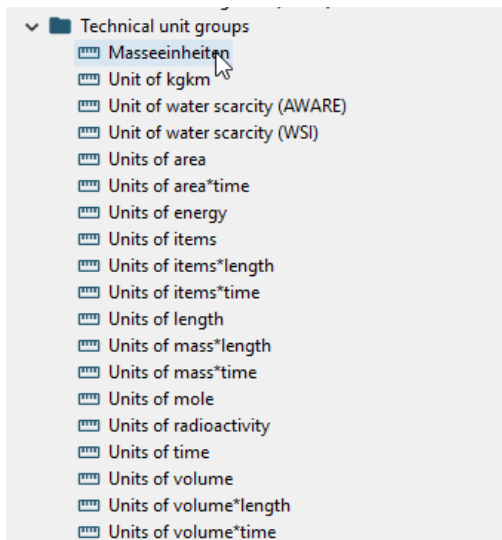 Technical unit groups
Masseeinheiten
Unit of kgkm
Unit of water scarcity (AWARE)
Unit of water scarcity (WSI)
Units of area
Units of area*time
Units of energy
Units of items
Units of items*length
Units of items*time
Units of length
Units of mass*length
Units of mass*time
Units of mole
Units of radioactivity
Units of time
Units of volume
Units of volume*length
Units of volume*time